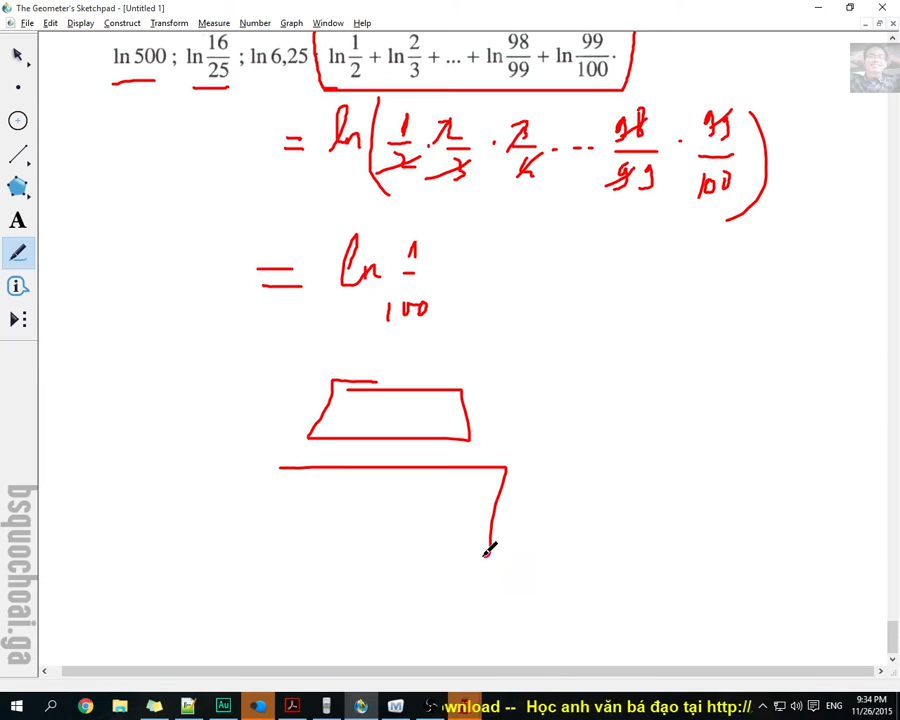 The Geometer's Sketchpad - [Untitled 1]
File Edit Display Construct Transform Measure Number Graph Window Help
ln 500 ; ln 16/25 ; ln 6,25 ln 1/2 + ln 2/3 + ... + ln 98/99 + ln 99/100 .
= ln ( 1/2 . 2/3 . 3/4 . ... 98/99 . 99/100 )
= ln 1/100
A
bsquochoai.ga
ownload -- Học anh văn bá đạo tại http://
ENG
9:34 PM
11/26/2015